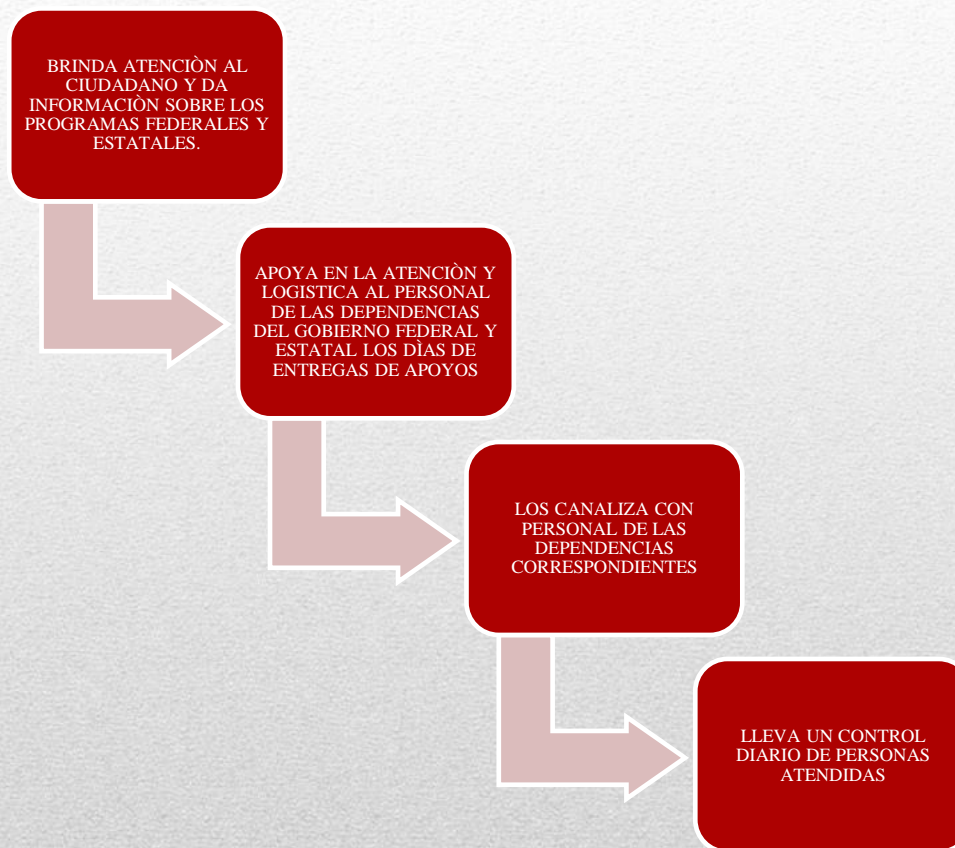 BRINDA ATENCIÒN AL
CIUDADANO Y DA
INFORMACIÒN SOBRE LOS
PROGRAMAS FEDERALES Y
ESTATALES.
APOYA EN LA ATENCIÒN Y
LOGISTICA AL PERSONAL
DE LAS DEPENDENCIAS
DEL GOBIERNO FEDERAL Y
ESTATAL LOS DÌAS DE
ENTREGAS DE APOYOS
LOS CANALIZA CON
PERSONAL DE LAS
DEPENDENCIAS
CORRESPONDIENTES
LLEVA UN CONTROL
DIARIO DE PERSONAS
ATENDIDAS